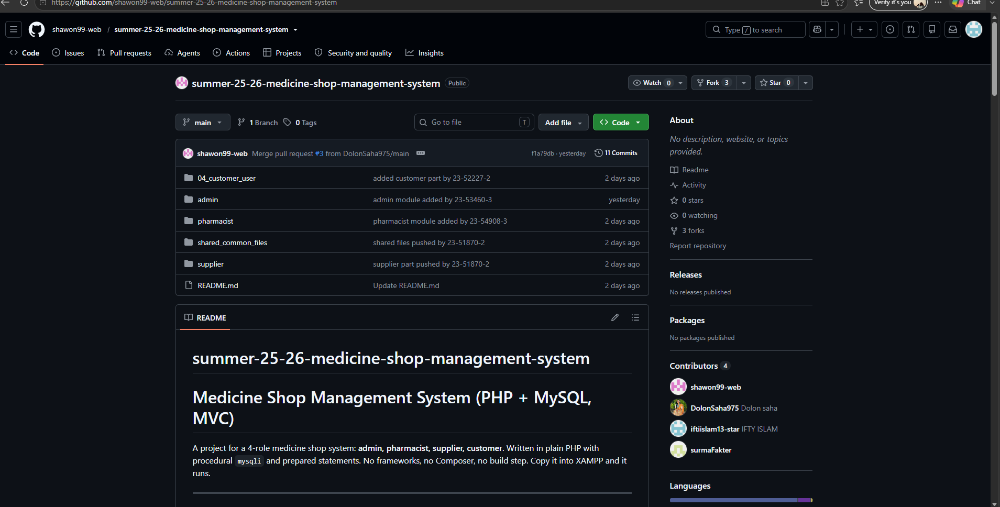 https://github.com/shawon99-web/summer-25-26-medicine-shop-management-system
Verify it's you
Chat
shawon99-web / summer-25-26-medicine-shop-management-system
Type / to search
Code Issues Pull requests Agents Actions Projects Security and quality Insights
summer-25-26-medicine-shop-management-system Public
Watch 0 Fork 3 Star 0
main 1 Branch 0 Tags Go to file T Add file Code
shawon99-web Merge pull request #3 from DolonSaha975/main f1a79db · yesterday 11 Commits
04_customer_user added customer part by 23-52227-2 2 days ago
admin admin module added by 23-53460-3 yesterday
pharmacist pharmacist module added by 23-54908-3 2 days ago
shared_common_files shared files pushed by 23-51870-2 2 days ago
supplier supplier part pushed by 23-51870-2 2 days ago
README.md Update README.md 2 days ago
README
summer-25-26-medicine-shop-management-system
Medicine Shop Management System (PHP + MySQL,
MVC)
A project for a 4-role medicine shop system: admin, pharmacist, supplier, customer. Written in plain PHP with
procedural mysqli and prepared statements. No frameworks, no Composer, no build step. Copy it into XAMPP and it
runs.
About
No description, website, or topics
provided.
Readme
Activity
0 stars
0 watching
3 forks
Report repository
Releases
No releases published
Packages
No packages published
Contributors 4
shawon99-web
DolonSaha975 Dolon saha
iftiislam13-star IFTY ISLAM
surmaFakter
Languages